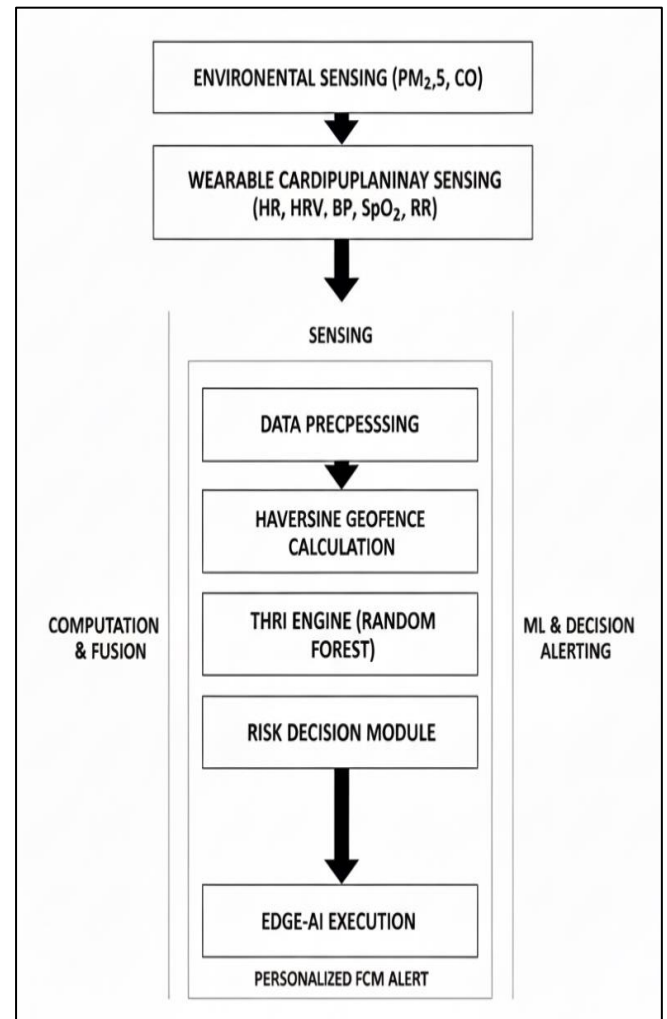 ENVIRONENTAL SENSING (PM₂,5, CO)
WEARABLE CARDIPUPLANINAY SENSING
(HR, HRV, BP, SpO₂, RR)
SENSING
DATA PRECPESSSING
HAVERSINE GEOFENCE
CALCULATION
COMPUTATION
& FUSION
THRI ENGINE (RANDOM
FOREST)
ML & DECISION
ALERTING
RISK DECISION MODULE
EDGE-AI EXECUTION
PERSONALIZED FCM ALERT